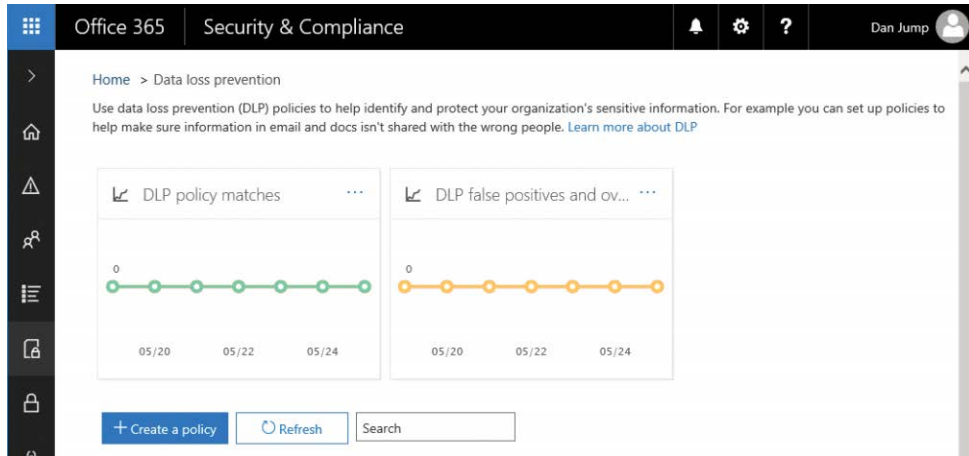 Office 365 Security & Compliance ? Dan Jump
Home > Data loss prevention
Use data loss prevention (DLP) policies to help identify and protect your organization's sensitive information. For example you can set up policies to
help make sure information in email and docs isn't shared with the wrong people. Learn more about DLP
DLP policy matches ...
DLP false positives and ov... ...
0
05/20 05/22 05/24
0
05/20 05/22 05/24
+ Create a policy Refresh Search